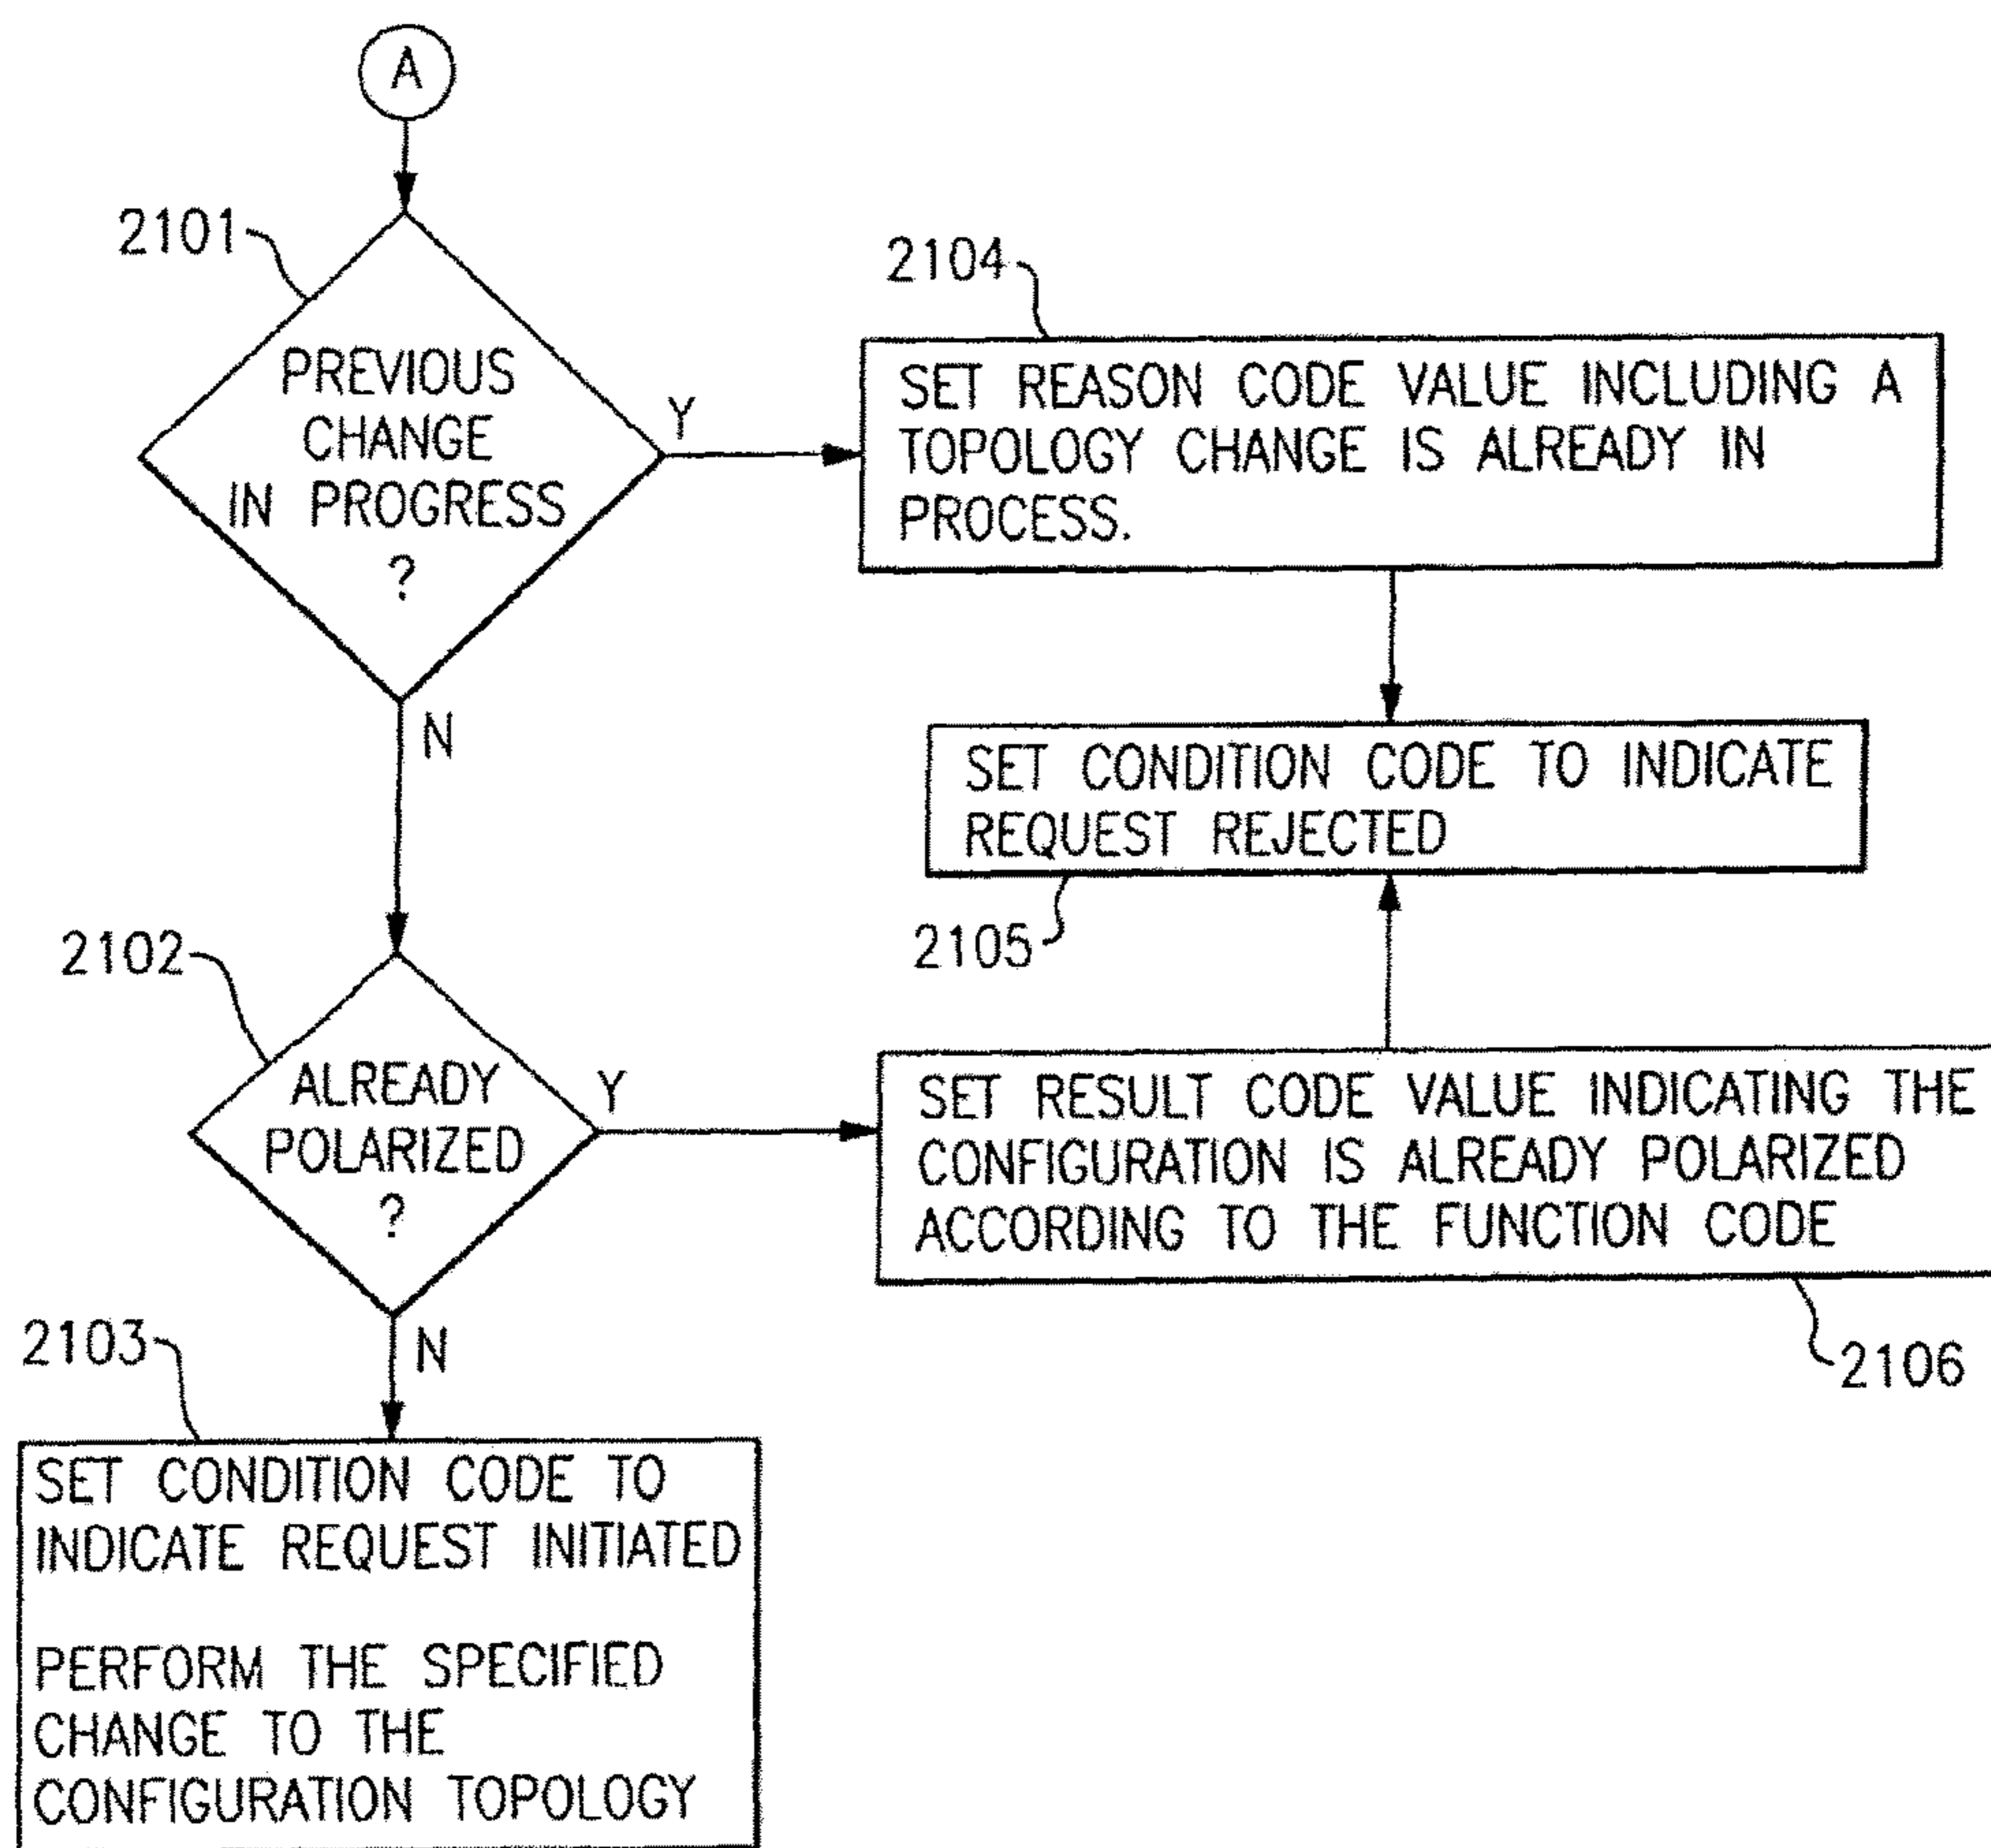 A
2101
PREVIOUS
CHANGE
IN PROGRESS
?
Y
N
2104
SET REASON CODE VALUE INCLUDING A
TOPOLOGY CHANGE IS ALREADY IN
PROCESS.
SET CONDITION CODE TO INDICATE
REQUEST REJECTED
2105
2102
ALREADY
POLARIZED
?
Y
N
SET RESULT CODE VALUE INDICATING THE
CONFIGURATION IS ALREADY POLARIZED
ACCORDING TO THE FUNCTION CODE
2106
2103
SET CONDITION CODE TO
INDICATE REQUEST INITIATED
PERFORM THE SPECIFIED
CHANGE TO THE
CONFIGURATION TOPOLOGY